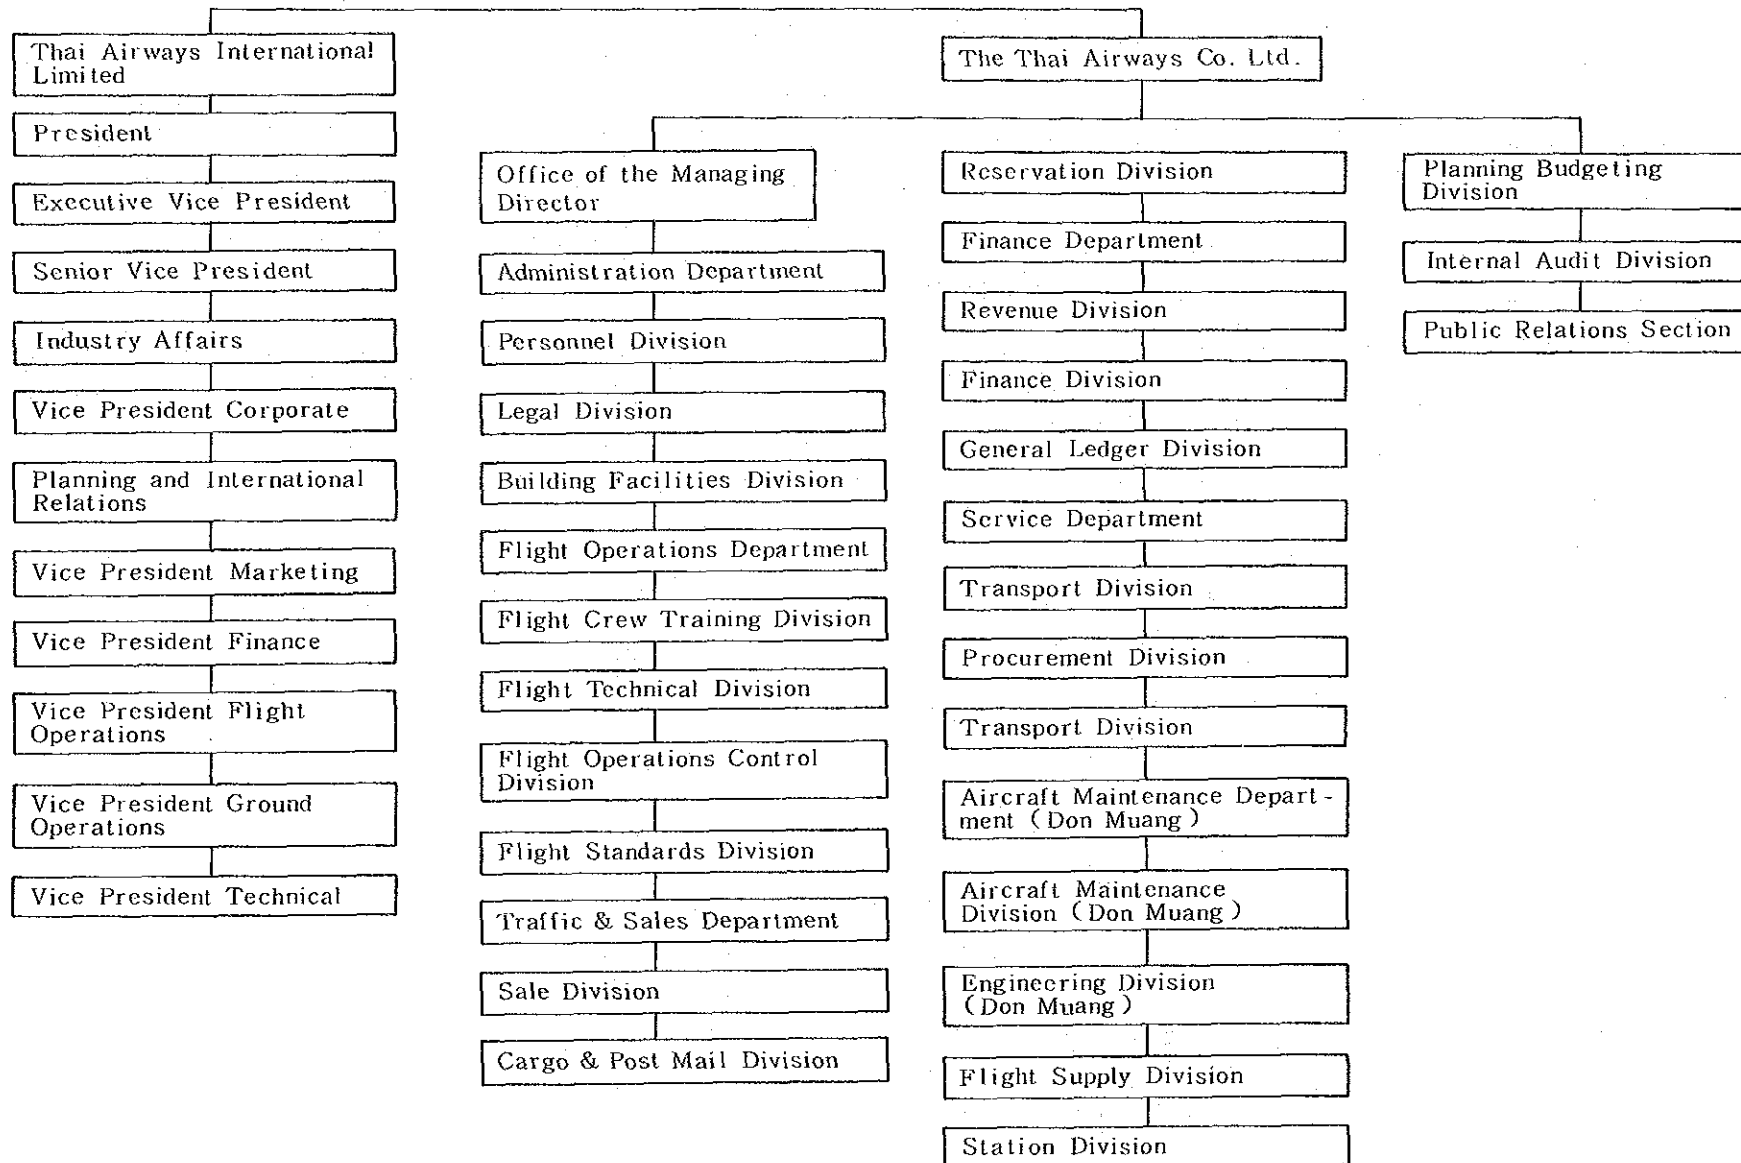 Thai Airways International
Limited
President
Executive Vice President
Senior Vice President
Industry Affairs
Vice President Corporate
Planning and International
Relations
Vice President Marketing
Vice President Finance
Vice President Flight
Operations
Vice President Ground
Operations
Vice President Technical
The Thai Airways Co. Ltd.
Office of the Managing
Director
Administration Department
Personnel Division
Legal Division
Building Facilities Division
Flight Operations Department
Flight Crew Training Division
Flight Technical Division
Flight Operations Control
Division
Flight Standards Division
Traffic & Sales Department
Sale Division
Cargo & Post Mail Division
Reservation Division
Finance Department
Revenue Division
Finance Division
General Ledger Division
Service Department
Transport Division
Procurement Division
Transport Division
Aircraft Maintenance Depart-
ment (Don Muang)
Aircraft Maintenance
Division (Don Muang)
Engineering Division
(Don Muang)
Flight Supply Division
Station Division
Planning Budgeting
Division
Internal Audit Division
Public Relations Section